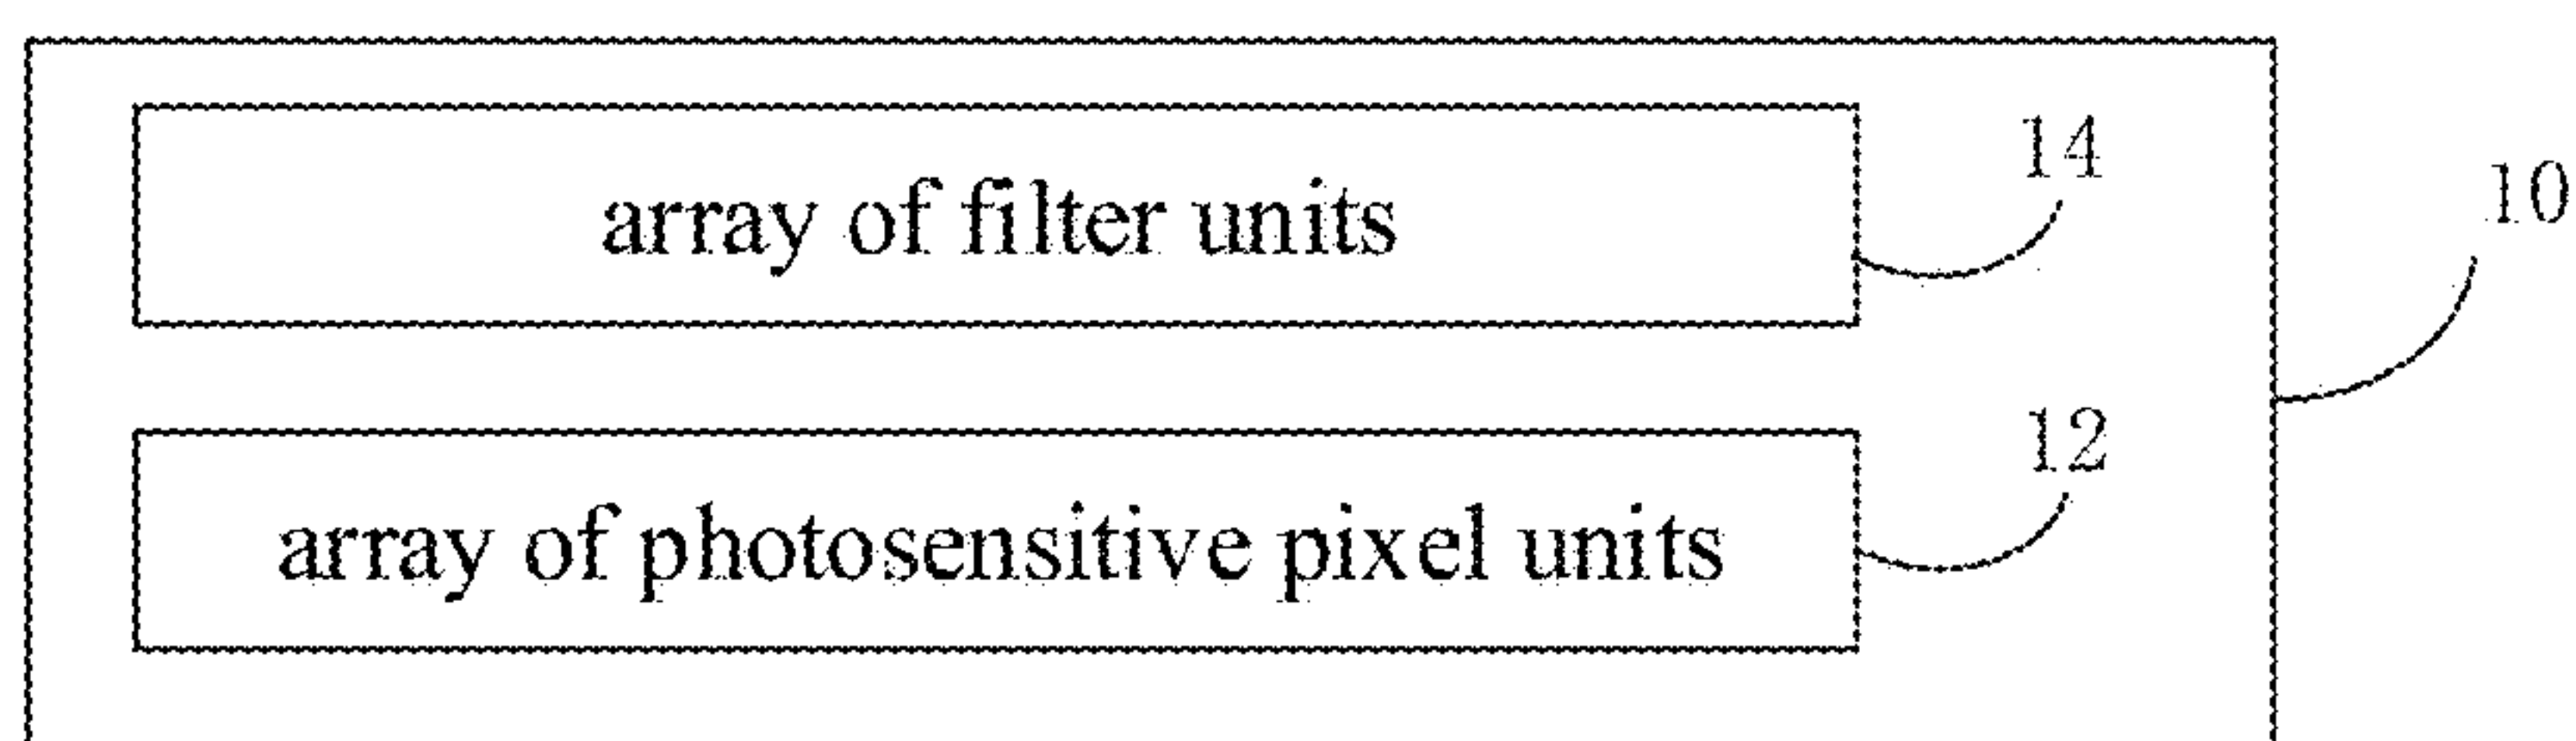 14
array of filter units
10
12
array of photosensitive pixel units